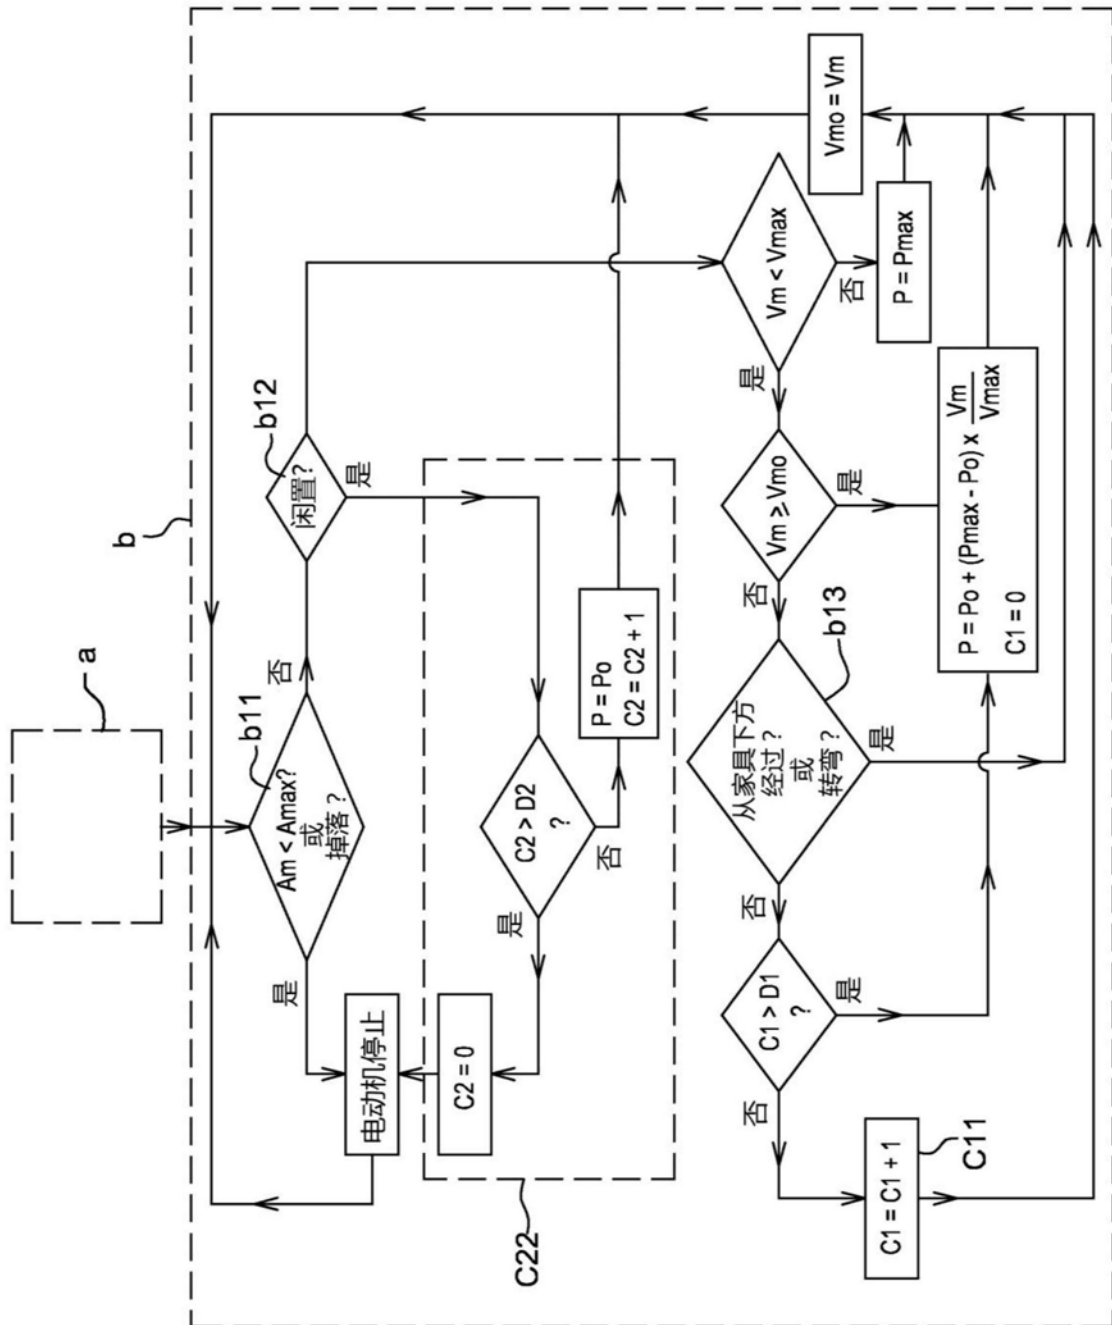 a
b
b11
Am < Amax?
或
掉落？
是
否
b12
闲置？
是
电动机停止
C22
C2 = 0
C2 > D2
?
是
否
P = Po
C2 = C2 + 1
Vm < Vmax
是
否
Vmo = Vm
P = Pmax
Vm ⩾ Vmo
是
否
b13
从家具下方
经过？
或
转弯？
是
否
C1 > D1
?
是
否
C1 = C1 + 1
C11
P = Po + (Pmax - Po) x Vm/Vmax
C1 = 0